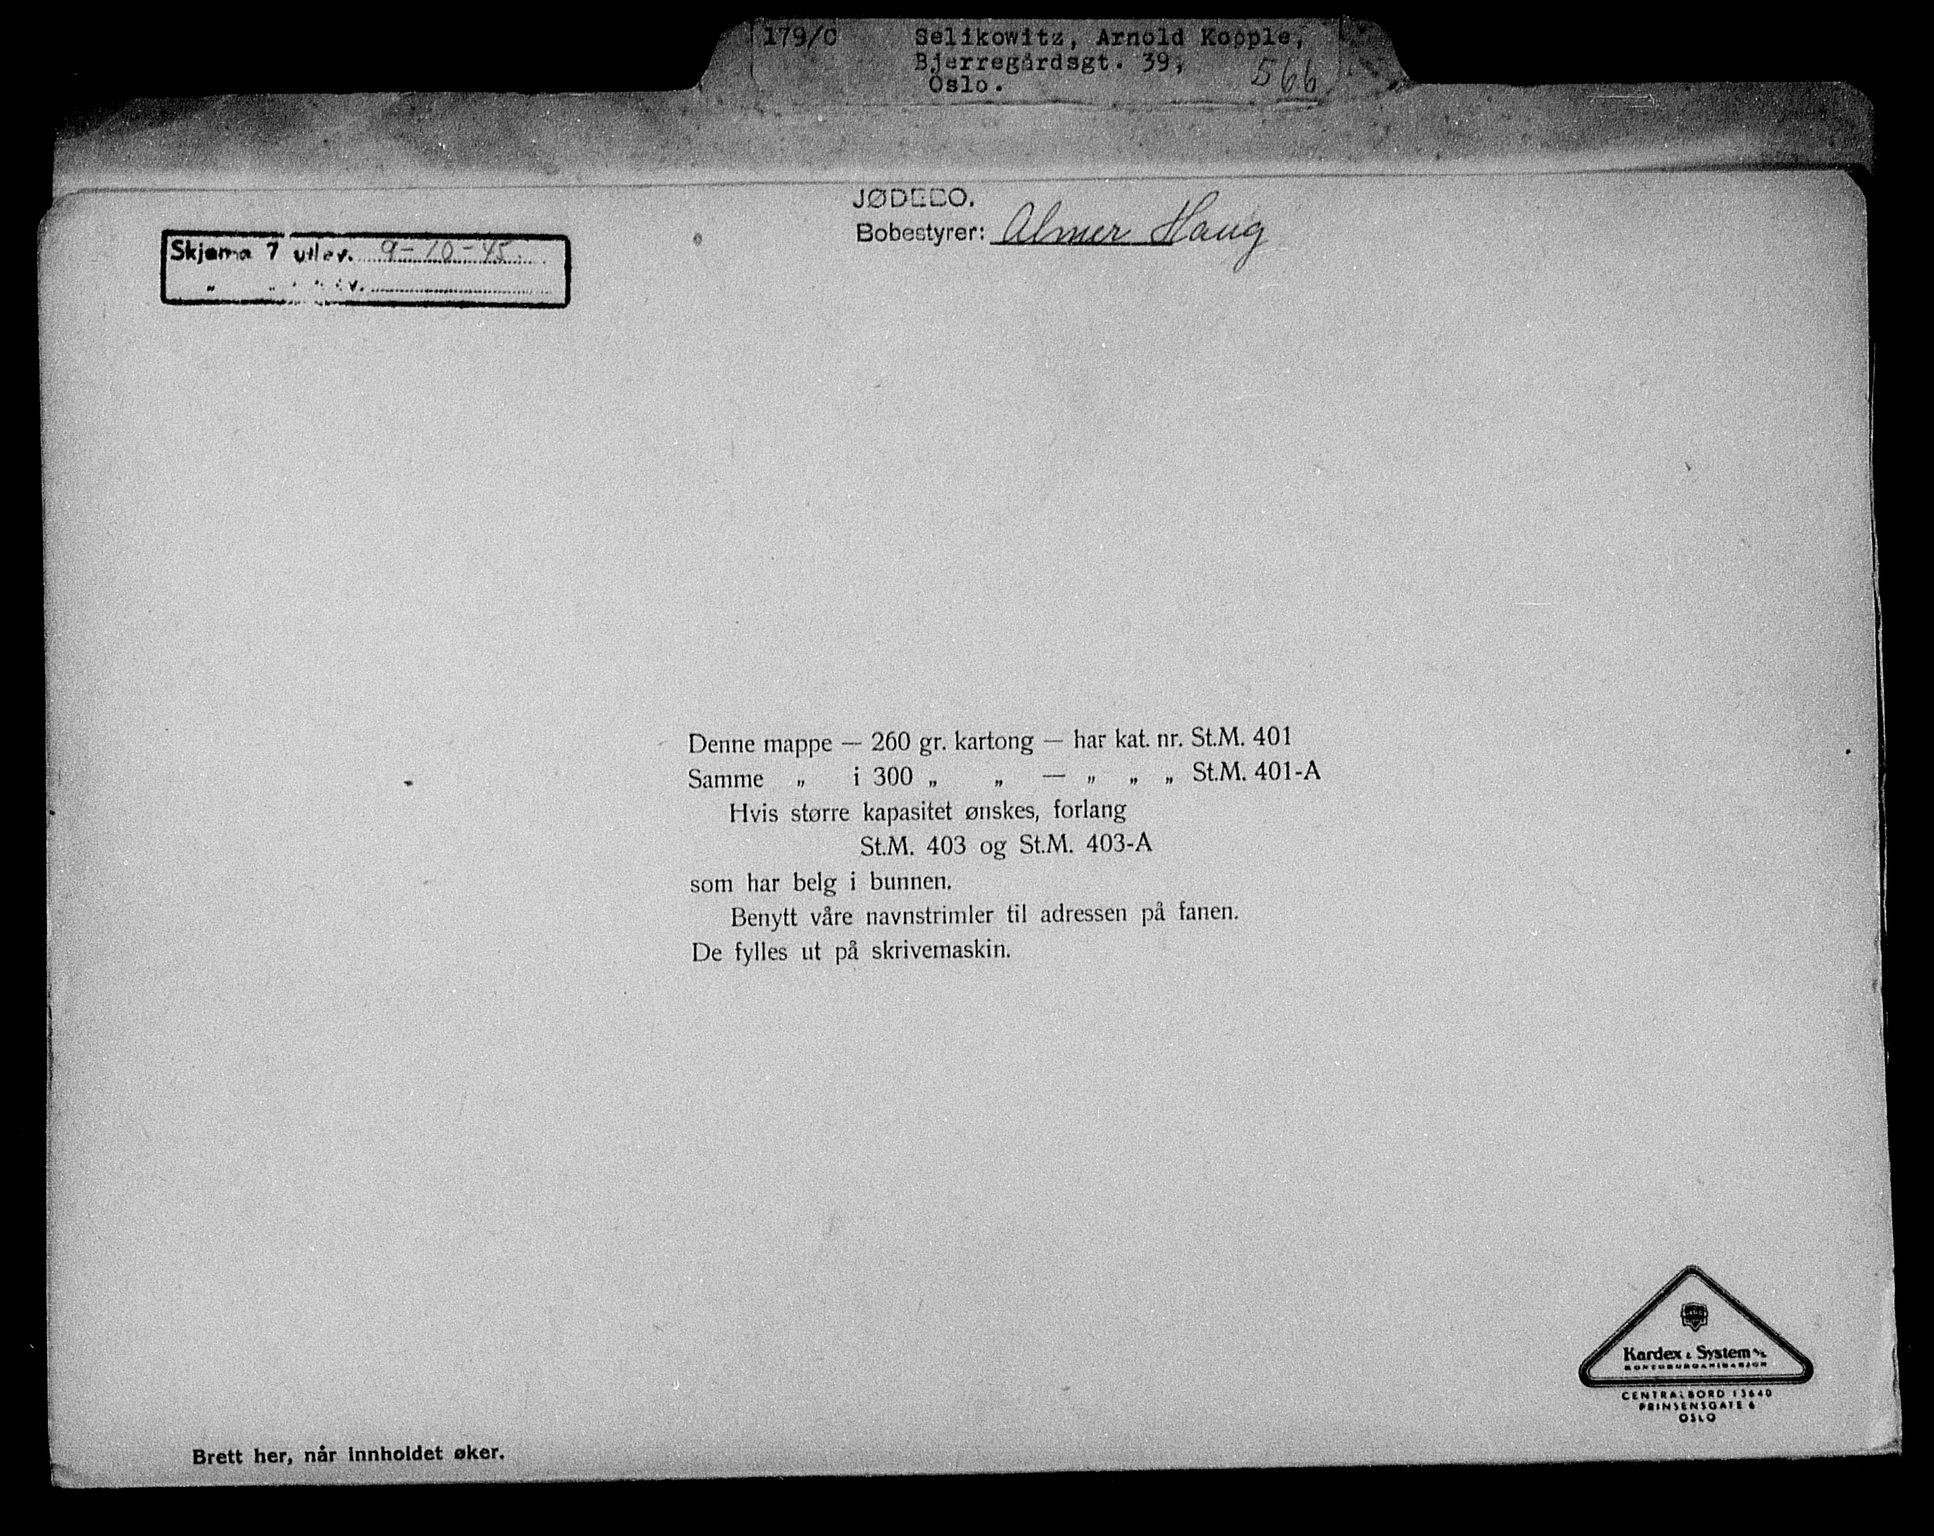 179/C Selikowitz, Arnold Kopple,
Bjerregårdsgt. 39,
Oslo.
566
JØDEBO.
Bobestyrer: Almer Haug
Skjema 7 utlev. 9-10-45
Denne mappe — 260 gr. kartong — har kat. nr. St.M. 401
Samme „ i 300 „ „ — „ „ „ St.M. 401-A
Hvis større kapasitet ønskes, forlang
St.M. 403 og St.M. 403-A
som har belg i bunnen.
Benytt våre navnstrimler til adressen på fanen.
De fylles ut på skrivemaskin.
Kardex & System A/S
KONTORORGANISASJON
CENTRALBORD 13640
PRINSENSGATE 6
OSLO
Brett her, når innholdet øker.